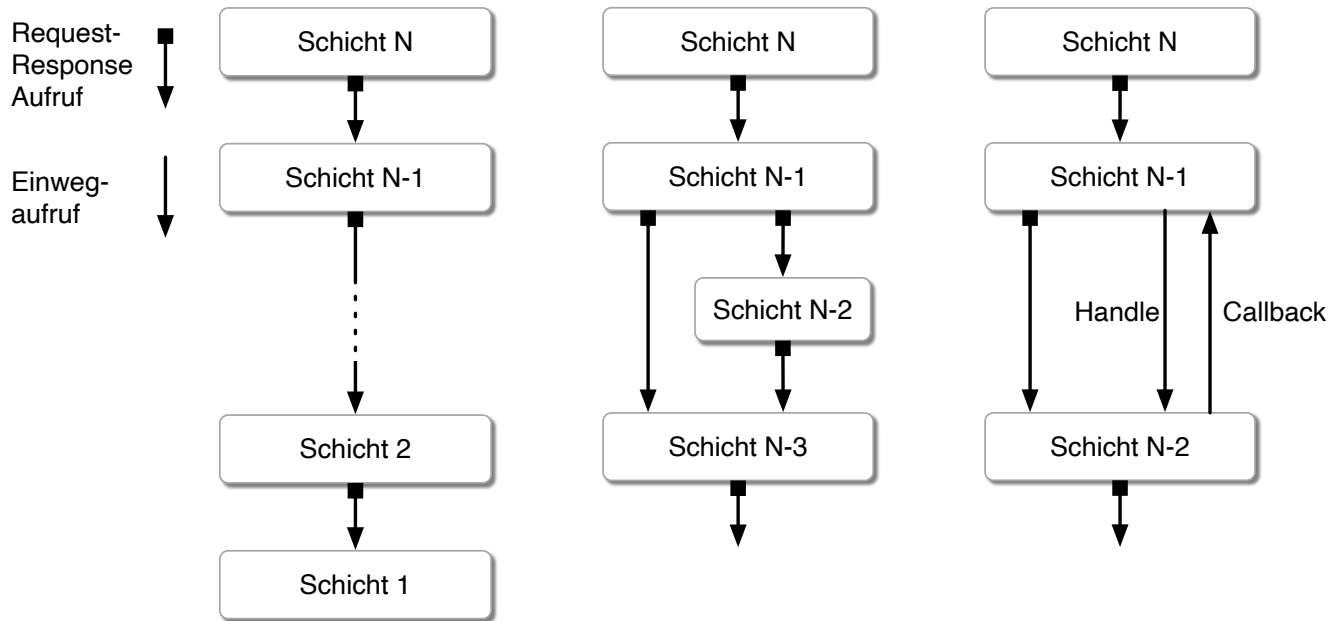 Request-
Response
Aufruf
Einweg-
aufruf
Schicht N
Schicht N-1
Schicht 2
Schicht 1
Schicht N
Schicht N-1
Schicht N-2
Schicht N-3
Schicht N
Schicht N-1
Handle
Callback
Schicht N-2